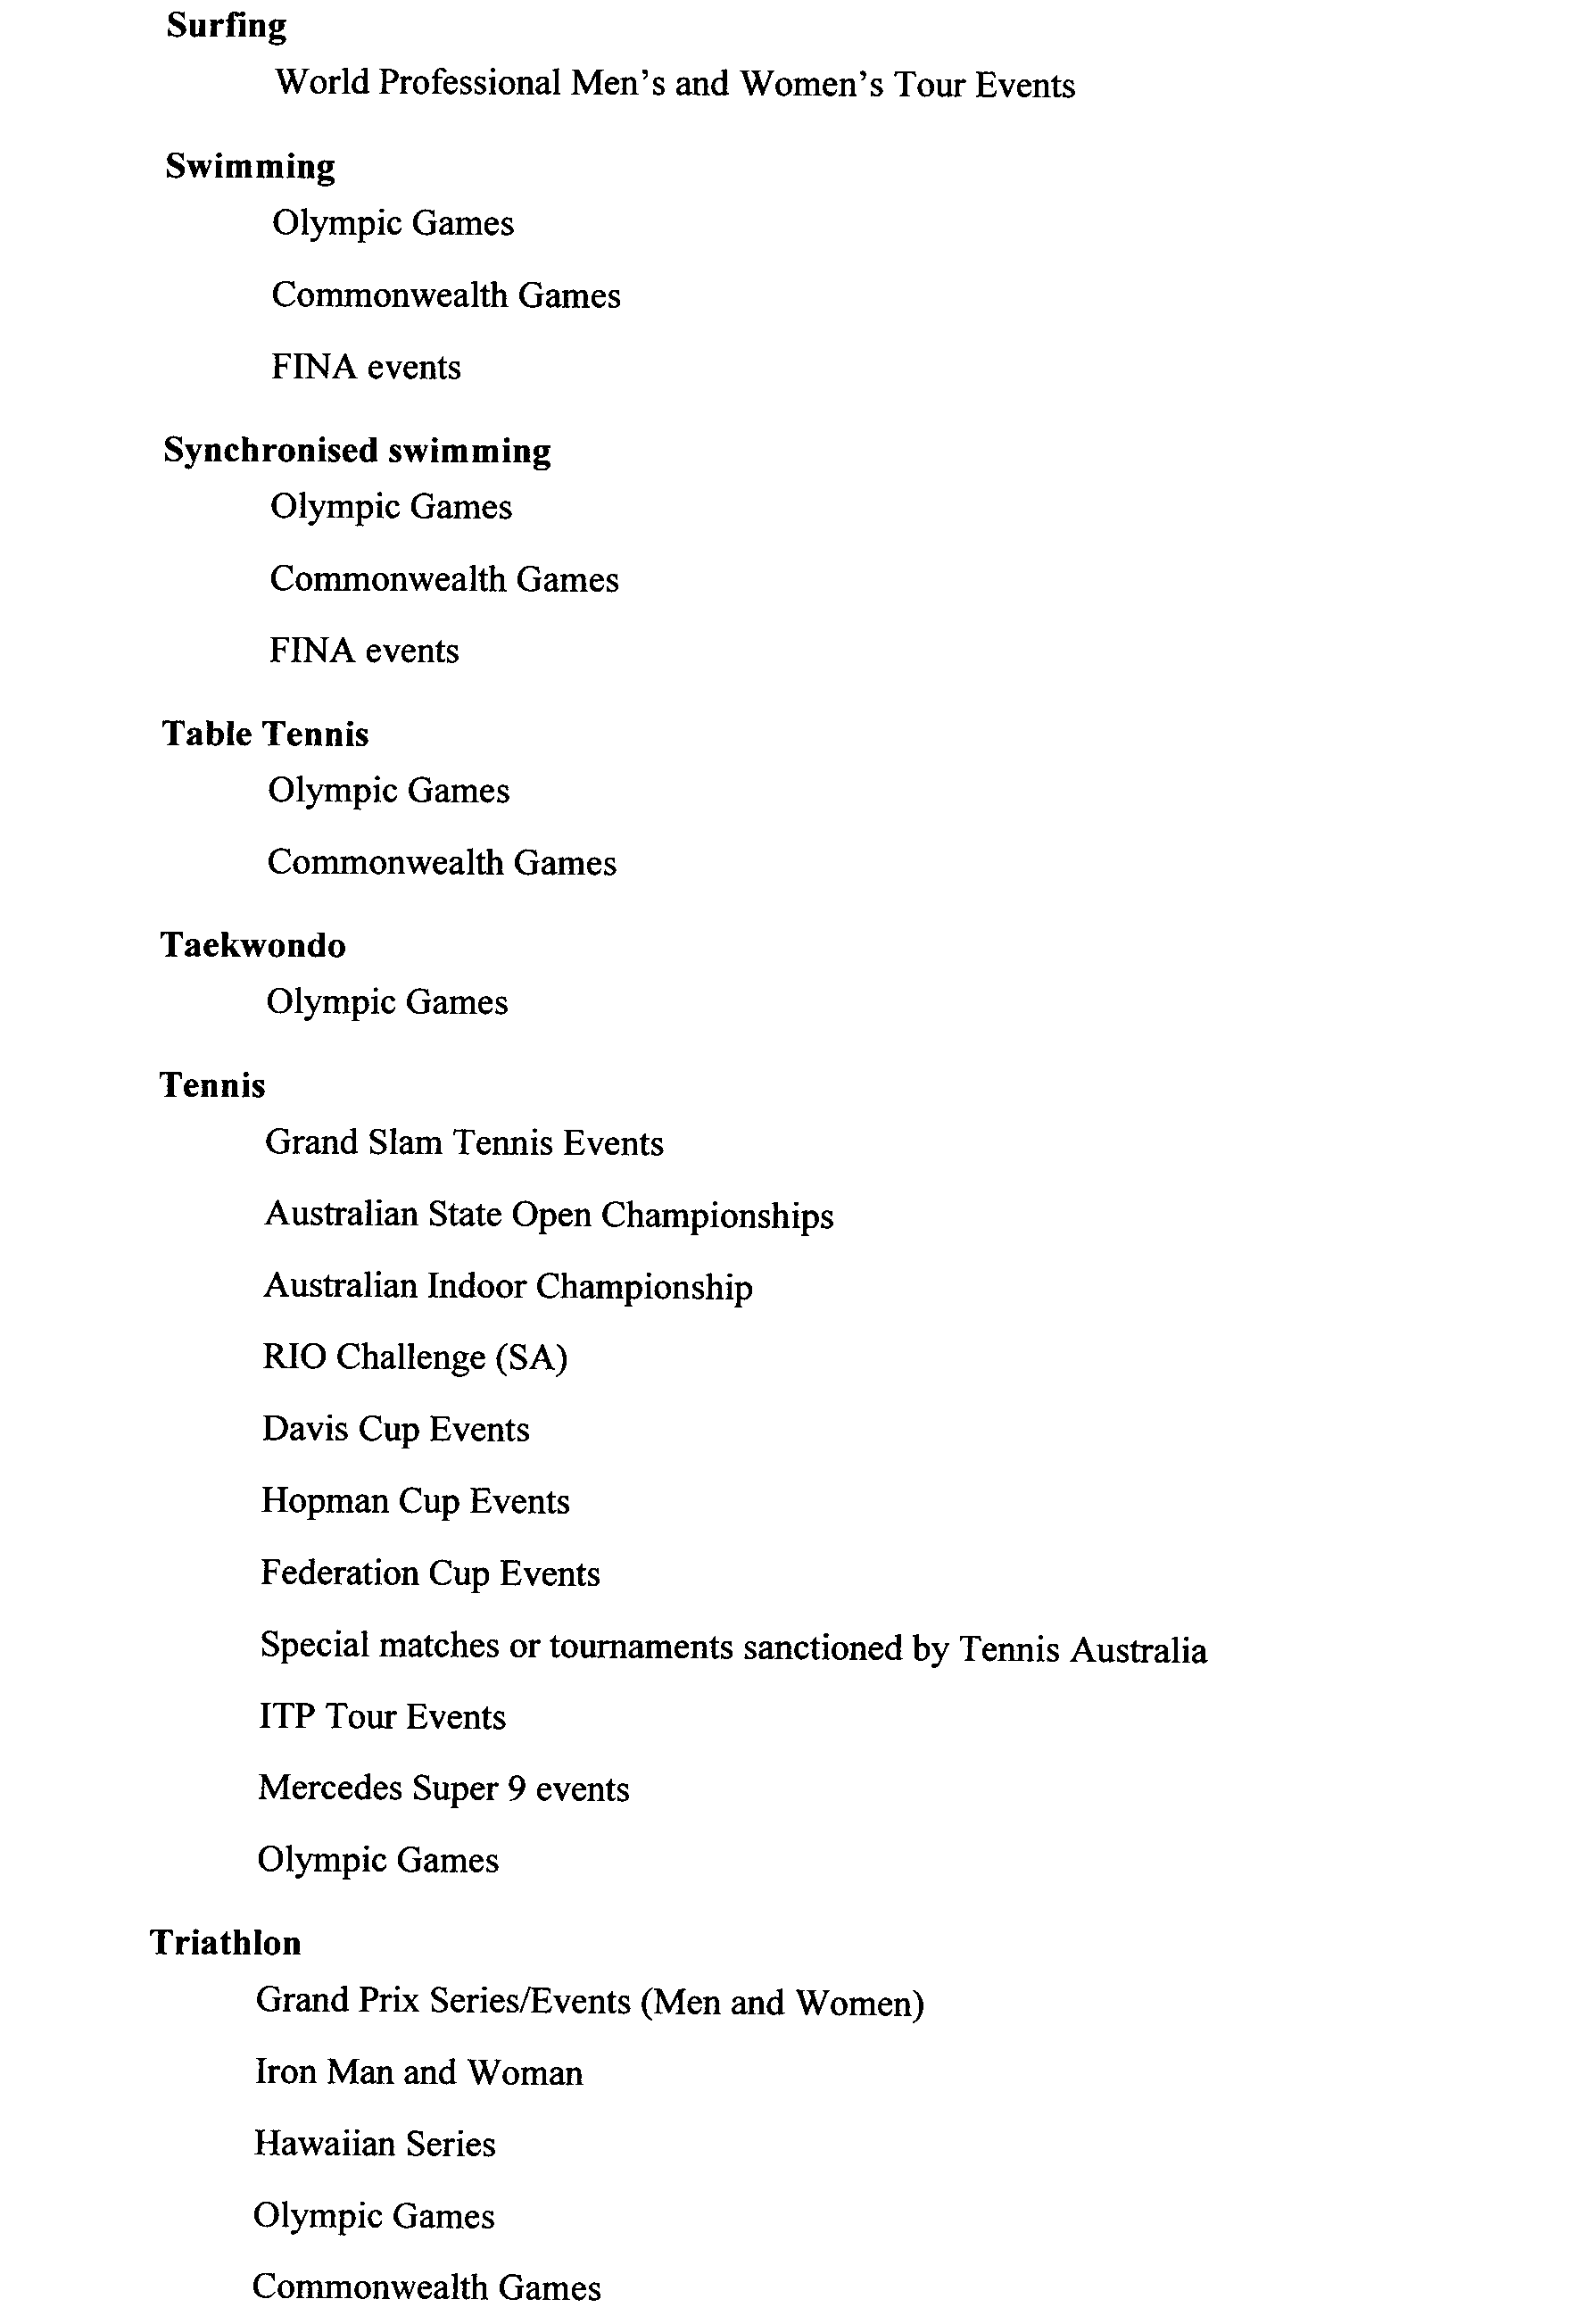 Surfing
World Professional Men's and Women's Tour Events
Swimming
Olympic Games
Commonwealth Games
FINA events
Synchronised swimming
Olympic Games
Commonwealth Games
FINA events
Table Tennis
Olympic Games
Commonwealth Games
Taekwondo
Olympic Games
Tennis
Grand Slam Tennis Events
Australian State Open Championships
Australian Indoor Championship
RIO Challenge (SA)
Davis Cup Events
Hopman Cup Events
Federation Cup Events
Special matches or tournaments sanctioned by Tennis Australia
ITP Tour Events
Mercedes Super 9 events
Olympic Games
Triathlon
Grand Prix Series/Events (Men and Women)
Iron Man and Woman
Hawaiian Series
Olympic Games
Commonwealth Games